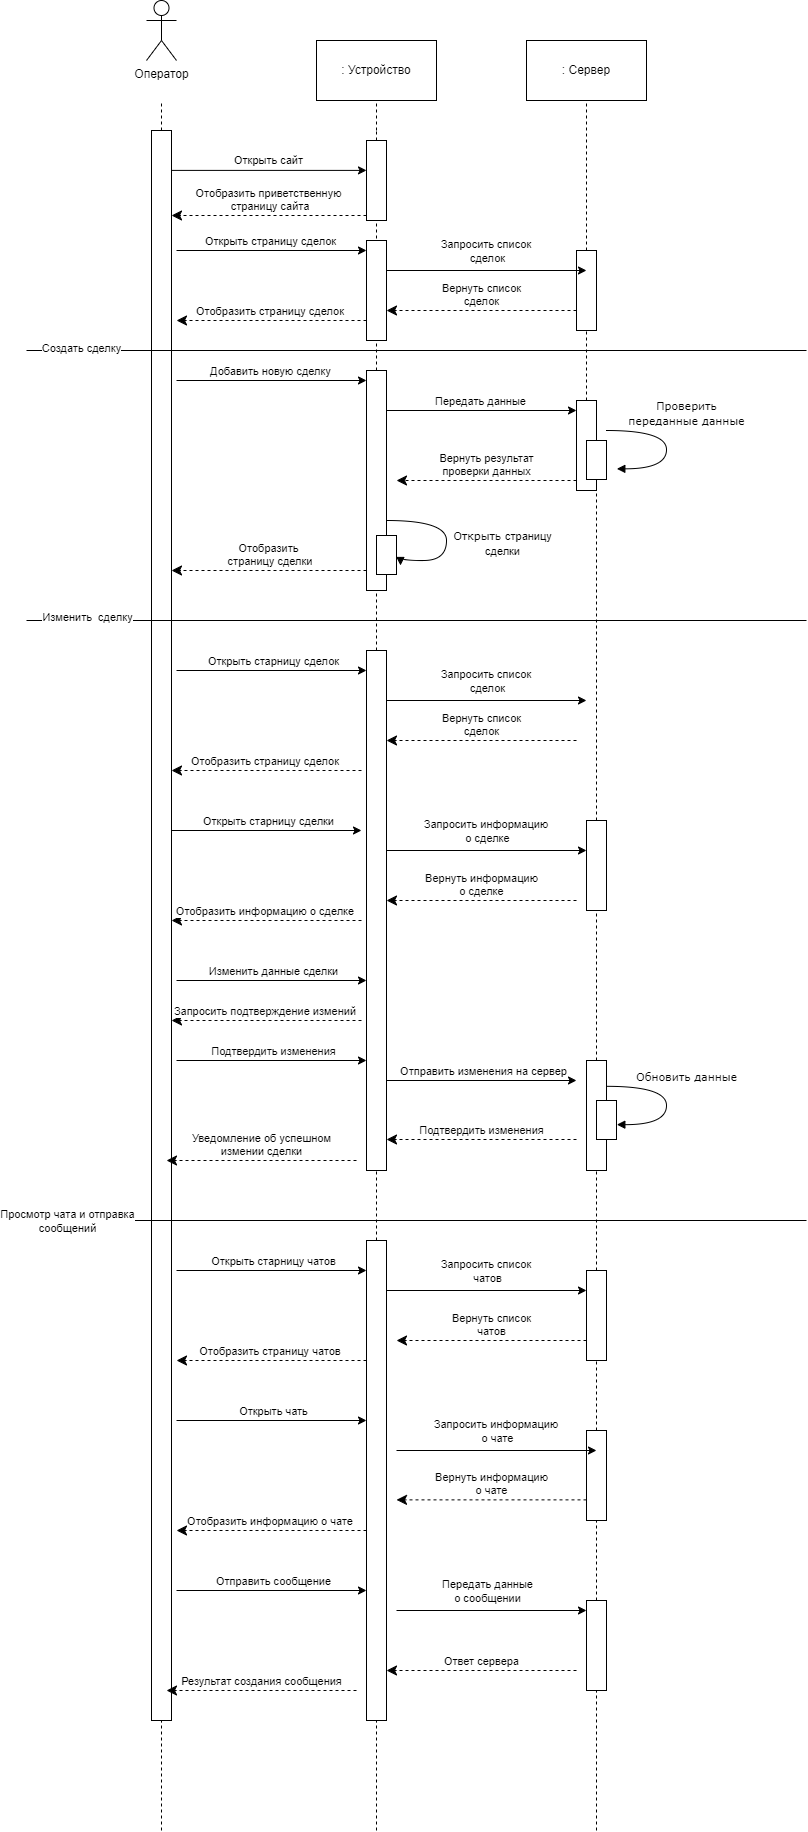 Оператор
: Устройство
: Сервер
Открыть сайт
Отобразить приветственную
страницу сайта
Открыть страницу сделок
Запросить список
сделок
Вернуть список
сделок
Отобразить страницу сделок
Создать сделку
Добавить новую сделку
Передать данные
Проверить
переданные данные
Вернуть результат
проверки данных
Открыть страницу
сделки
Отобразить
страницу сделки
Изменить  сделку
Открыть старницу сделок
Запросить список
сделок
Вернуть список
сделок
Отобразить страницу сделок
Открыть старницу сделки
Запросить информацию
о сделке
Вернуть информацию
о сделке
Отобразить информацию о сделке
Изменить данные сделки
Запросить подтверждение измений
Подтвердить изменения
Отправить изменения на сервер
Обновить данные
Подтвердить изменения
Уведомление об успешном
измении сделки
Просмотр чата и отправка
сообщений
Открыть старницу чатов
Запросить список
чатов
Вернуть список
чатов
Отобразить страницу чатов
Открыть чать
Запросить информацию
о чате
Вернуть информацию
о чате
Отобразить информацию о чате
Отправить сообщение
Передать данные
о сообщении
Ответ сервера
Результат создания сообщения